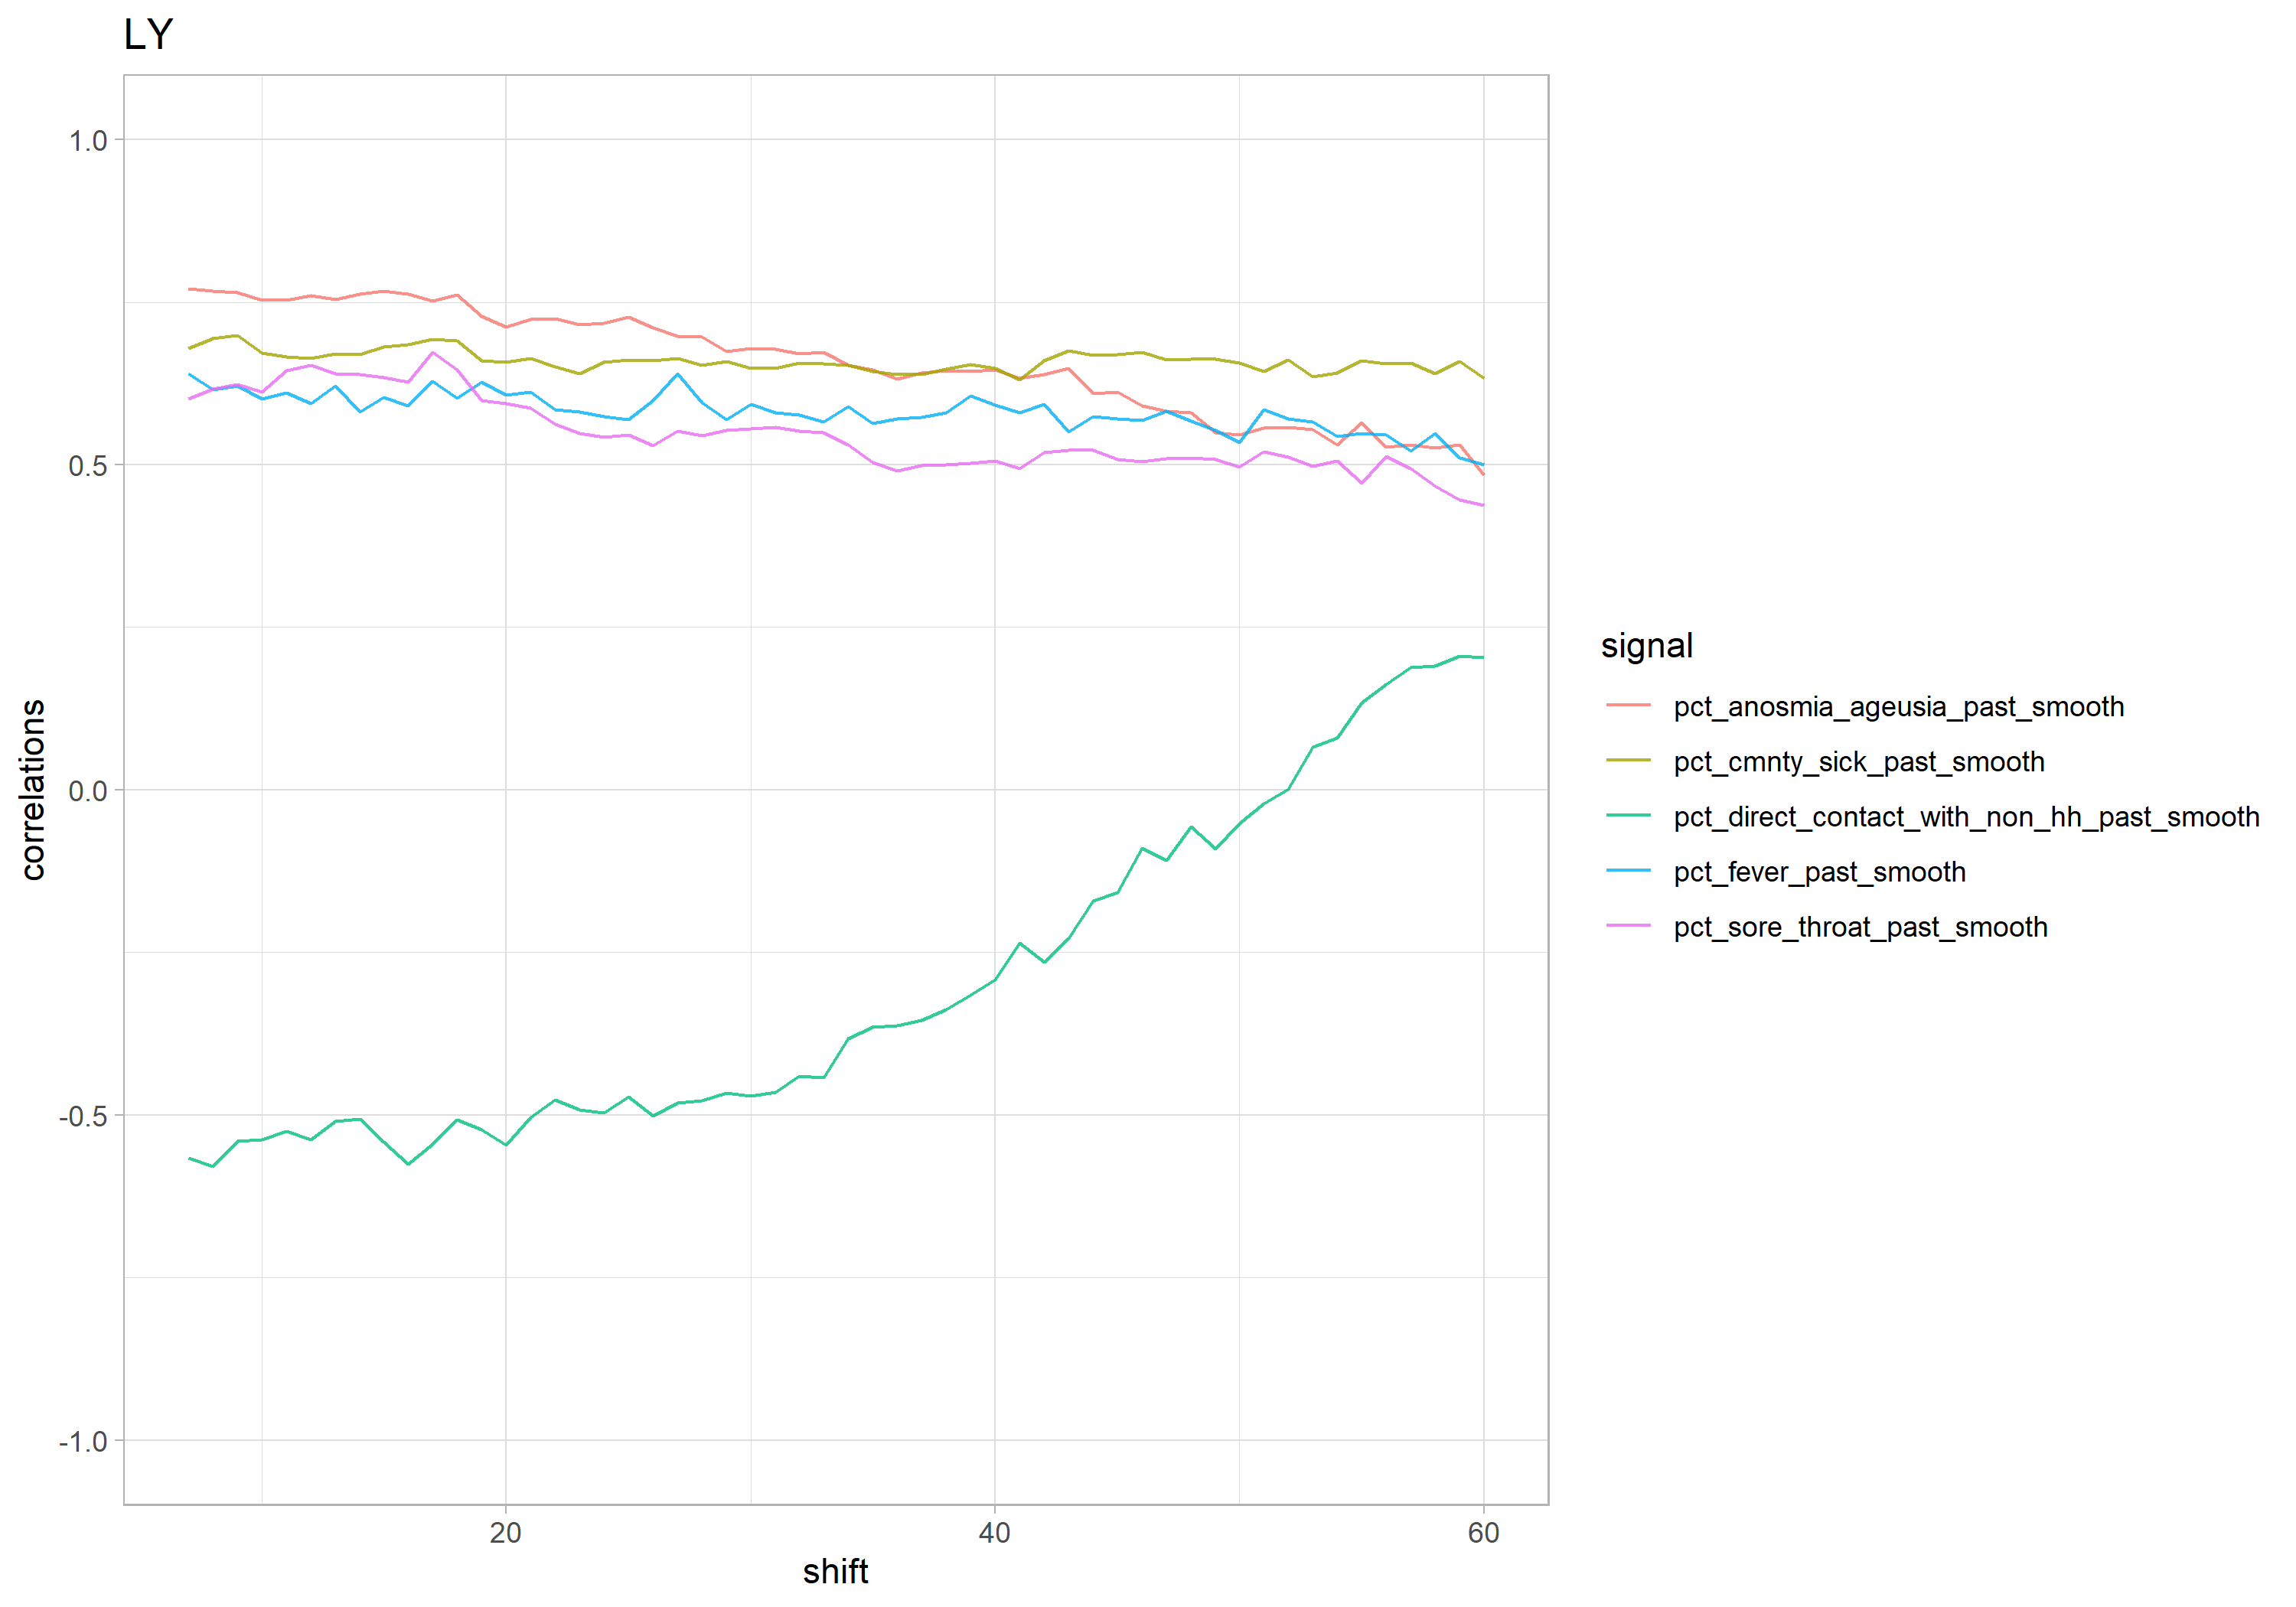 LY
1.0
0.5
0.0
-0.5
-1.0
correlations
20
40
60
shift
signal
pct_anosmia_ageusia_past_smooth
pct_cmnty_sick_past_smooth
pct_direct_contact_with_non_hh_past_smooth
pct_fever_past_smooth
pct_sore_throat_past_smooth